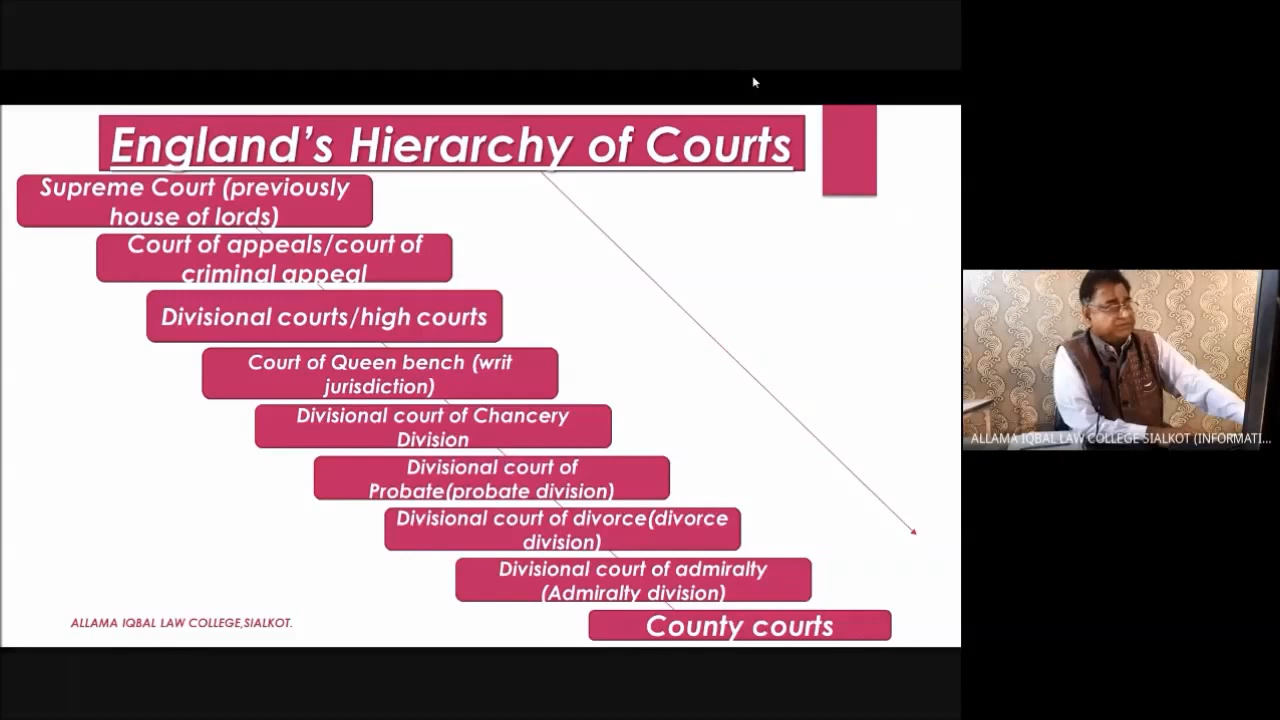 England’s Hierarchy of Courts
Supreme Court (previously
house of lords)
Court of appeals/court of
criminal appeal
Divisional courts/high courts
Court of Queen bench (writ
jurisdiction)
Divisional court of Chancery
Division
Divisional court of
Probate(probate division)
Divisional court of divorce(divorce
division)
Divisional court of admiralty
(Admiralty division)
County courts
ALLAMA IQBAL LAW COLLEGE,SIALKOT.
ALLAMA IQBAL LAW COLLEGE SIALKOT (INFORMATI...